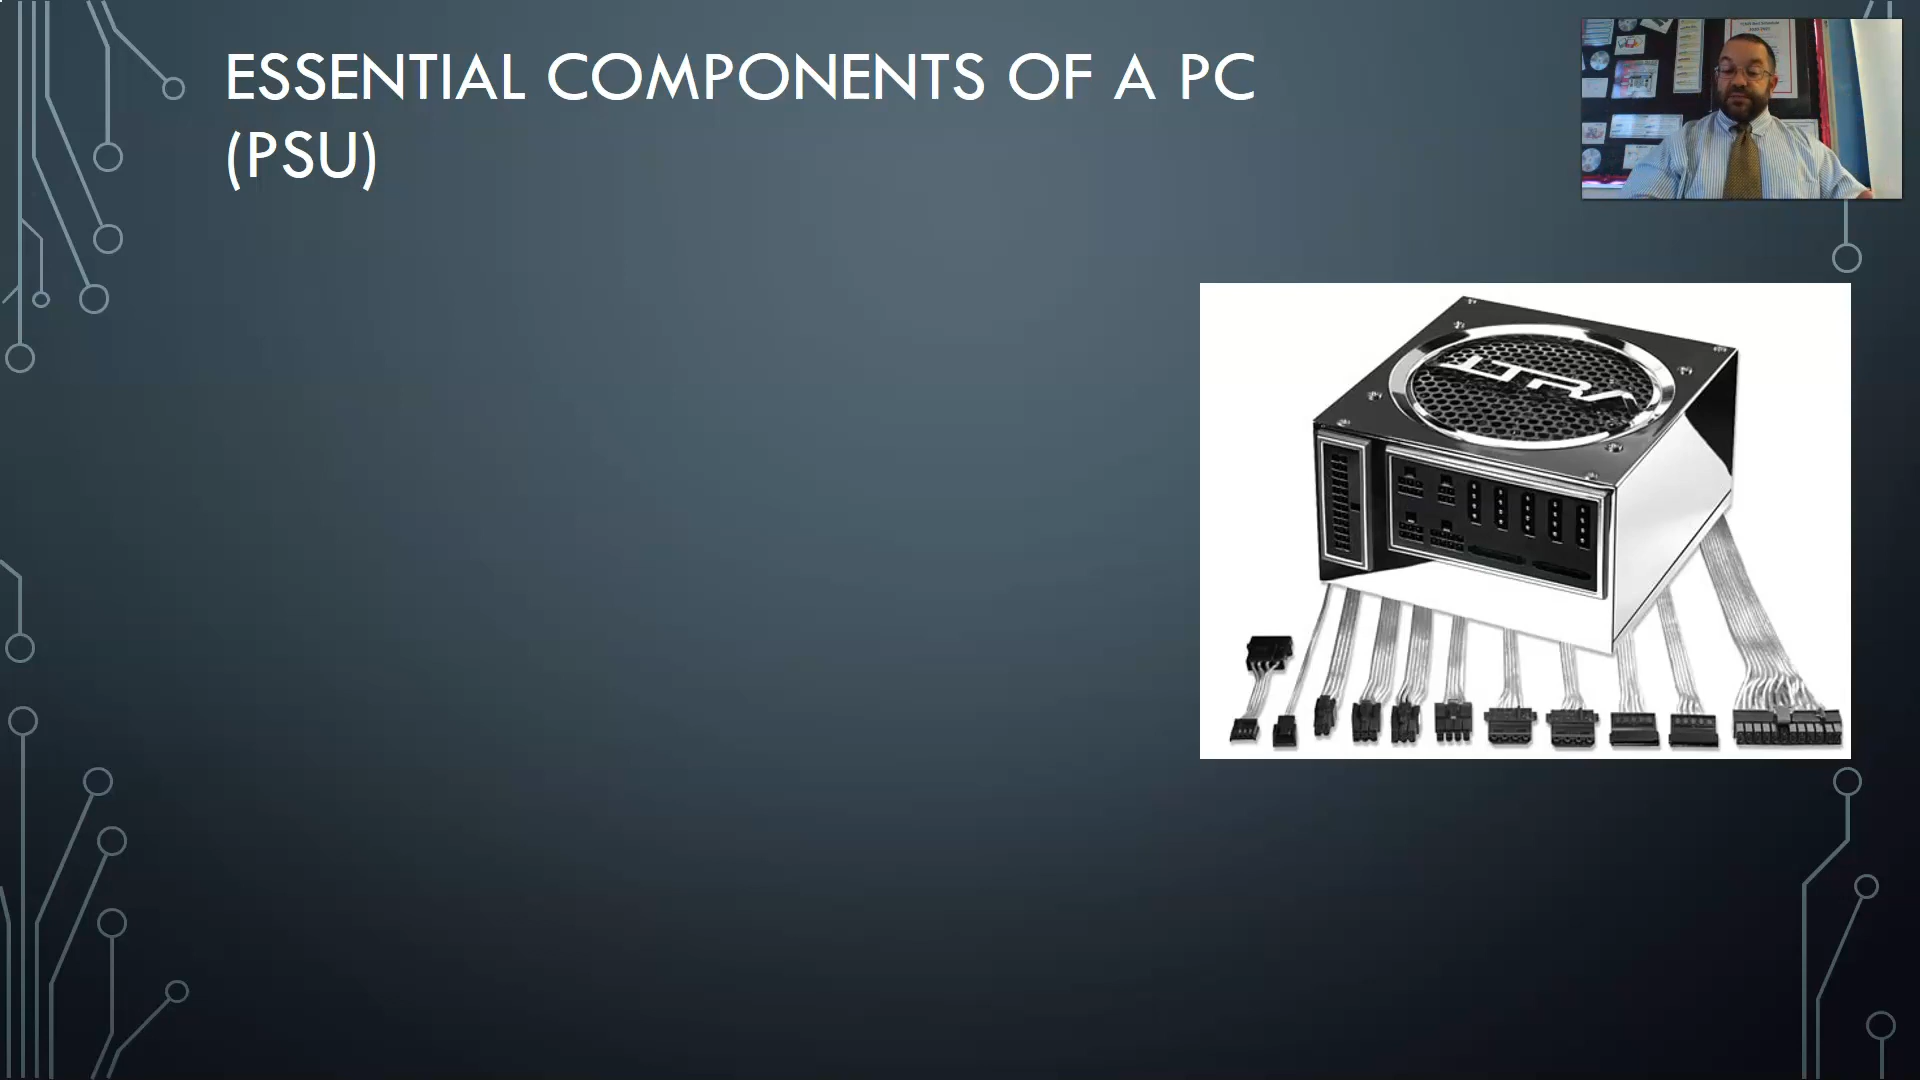 ESSENTIAL COMPONENTS OF A PC
(PSU)